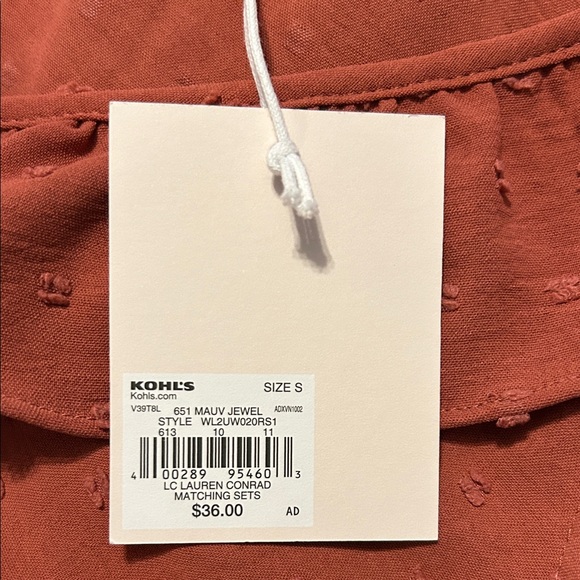 KOHL'S SIZE S
Kohls.com
V39T8L 651 MAUV JEWEL ADXVN1002
STYLE WL2UW020RS1
613 10 11
4 00289 95460 3
LC LAUREN CONRAD
MATCHING SETS
$36.00 AD